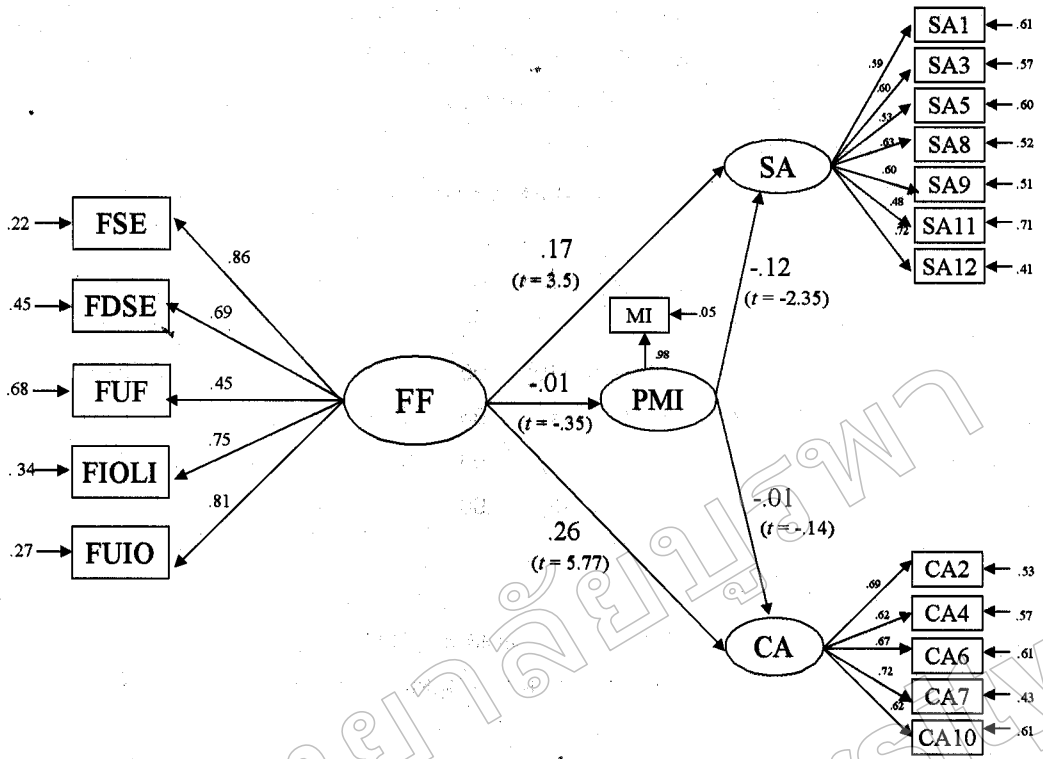 SA1
.61
.59
SA3
.57
.60
SA5
.60
.53
SA8
.52
.63
SA9
.51
.60
SA11
.71
.48
SA12
.41
.72
SA
.22
FSE
.86
.45
FDSE
.69
.68
FUF
.45
.34
FIOLI
.75
.27
FUIO
.81
FF
.17
(t = 3.5)
-.12
(t = -2.35)
MI
.05
.98
-.01
(t = -.35)
PMI
-.01
(t = -.14)
.26
(t = 5.77)
CA
CA2
.53
.69
CA4
.57
.62
CA6
.61
.67
CA7
.43
.72
CA10
.61
.62